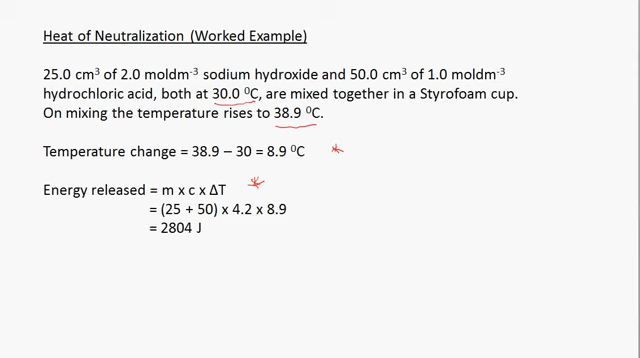 Heat of Neutralization (Worked Example)
25.0 cm³ of 2.0 moldm⁻³ sodium hydroxide and 50.0 cm³ of 1.0 moldm⁻³
hydrochloric acid, both at 30.0 ⁰C, are mixed together in a Styrofoam cup.
On mixing the temperature rises to 38.9 ⁰C.
Temperature change = 38.9 – 30 = 8.9 ⁰C
Energy released = m x c x ΔT
= (25 + 50) x 4.2 x 8.9
= 2804 J